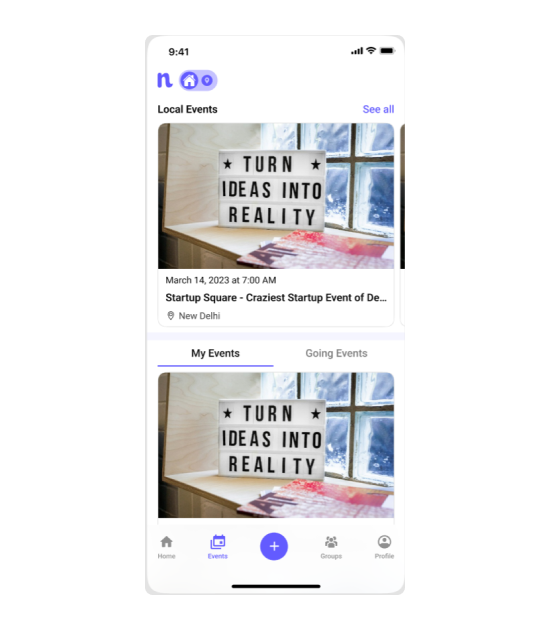 9:41
n
Local Events
See all
★ TURN ★
IDEAS INTO
REALITY
March 14, 2023 at 7:00 AM
Startup Square - Craziest Startup Event of De...
New Delhi
My Events
Going Events
★ TURN ★
IDEAS INTO
REALITY
Home
Events
+
Groups
Profile